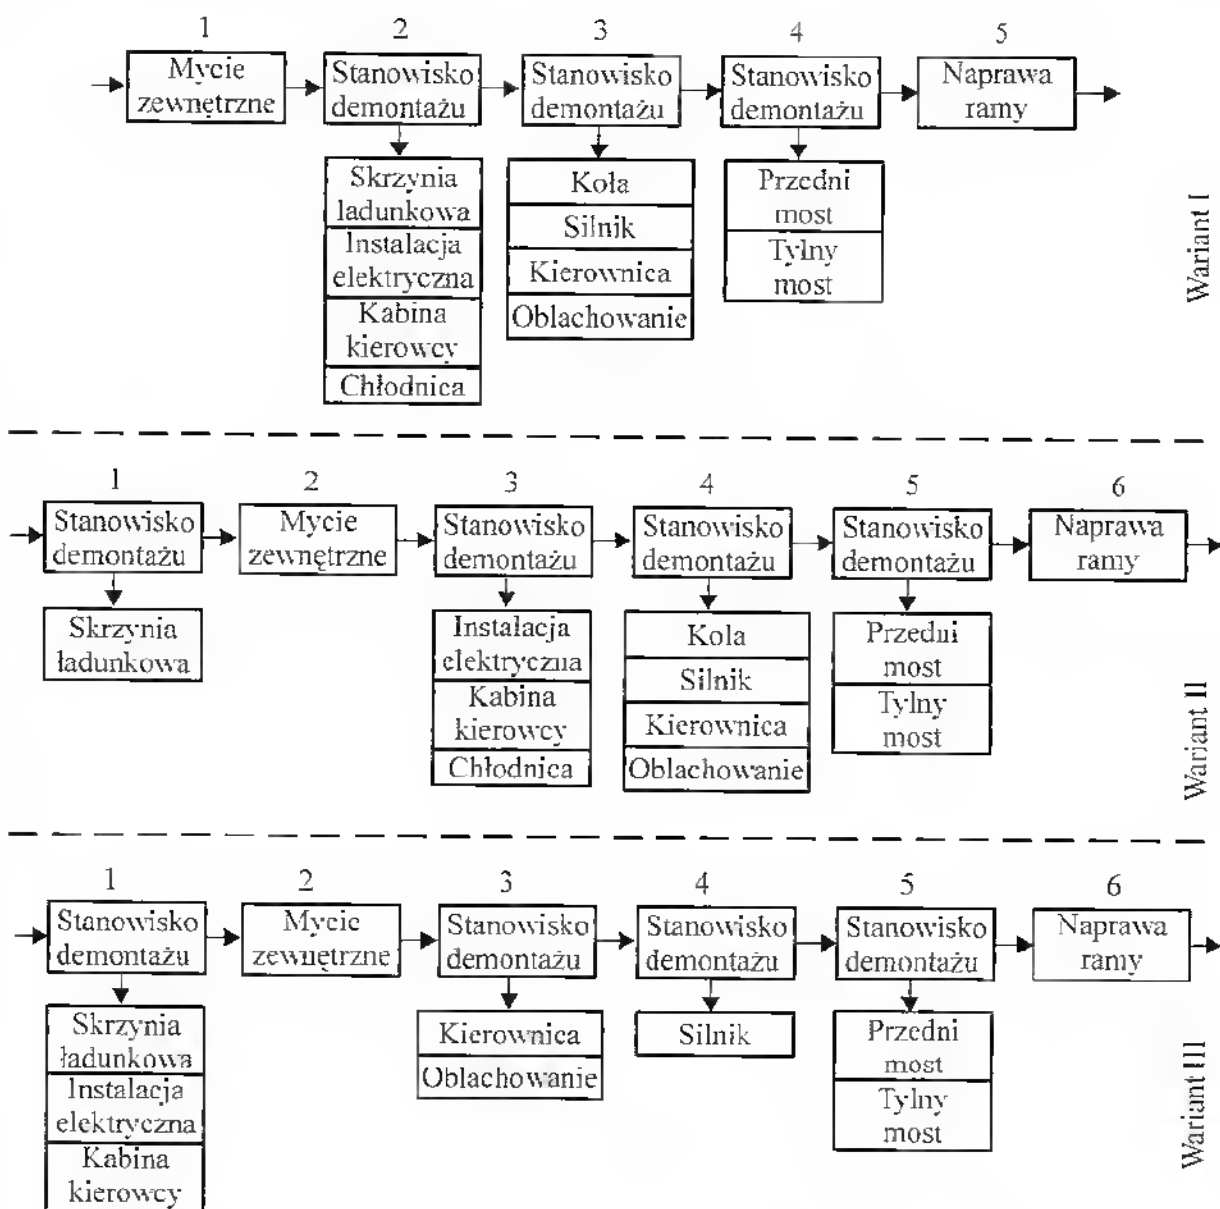 1
2
3
4
5
Mycie
zewnętrzne
Stanowisko
demontażu
Stanowisko
demontażu
Stanowisko
demontażu
Naprawa
ramy
Skrzynia
ładunkowa
Instalacja
elektryczna
Kabina
kierowcy
Chłodnica
Koła
Silnik
Kierownica
Oblachowanie
Przedni
most
Tylny
most
Wariant I
1
2
3
4
5
6
Stanowisko
demontażu
Mycie
zewnętrzne
Stanowisko
demontażu
Stanowisko
demontażu
Stanowisko
demontażu
Naprawa
ramy
Skrzynia
ładunkowa
Instalacja
elektryczna
Kabina
kierowcy
Chłodnica
Kola
Silnik
Kierownica
Oblachowanie
Przedni
most
Tylny
most
Wariant II
1
2
3
4
5
6
Stanowisko
demontażu
Mycie
zewnętrzne
Stanowisko
demontażu
Stanowisko
demontażu
Stanowisko
demontażu
Naprawa
ramy
Skrzynia
ładunkowa
Instalacja
elektryczna
Kabina
kierowcy
Kierownica
Oblachowanie
Silnik
Przedni
most
Tylny
most
Wariant III